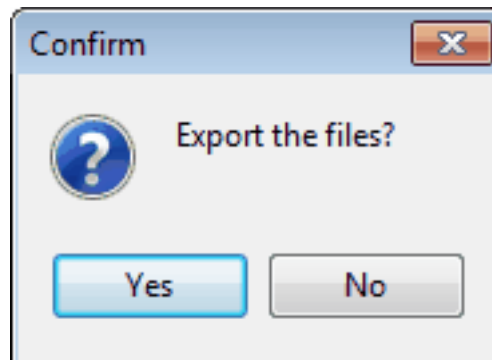 Confirm
Export the files?
Yes
No